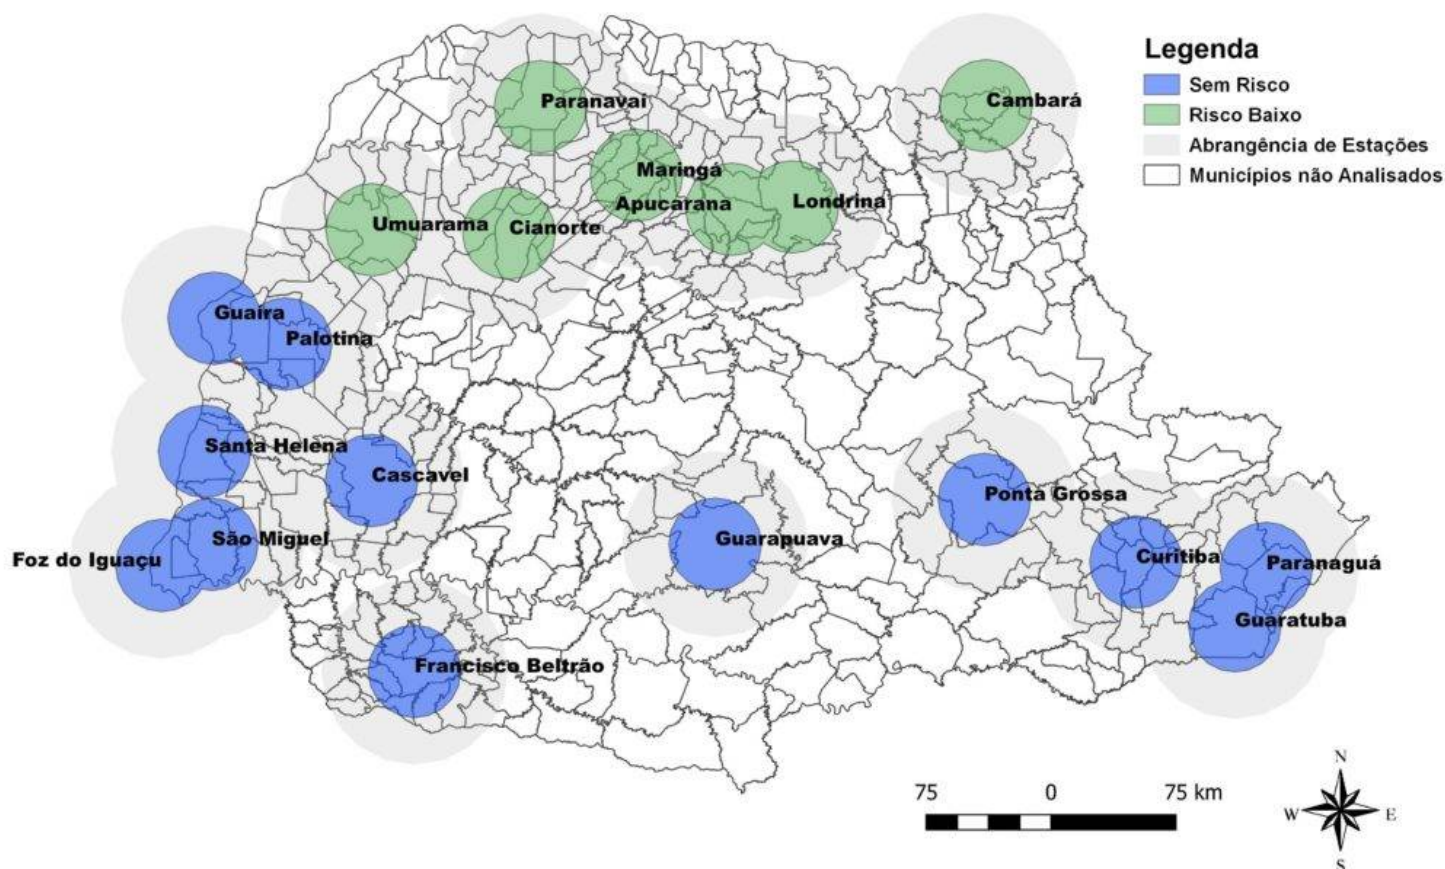 Legenda
Sem Risco
Risco Baixo
Abrangência de Estações
Municípios não Analisados
Paranavai
Cambará
Maringá
Apucarana
Londrina
Umuarama
Cianorte
Guaíra
Palotina
Santa Helena
Cascavel
Ponta Grossa
São Miguel
Guarapuava
Foz do Iguaçu
Curitiba
Paranaguá
Guaratuba
Francisco Beltrão
75 0 75 km
N
W E
S